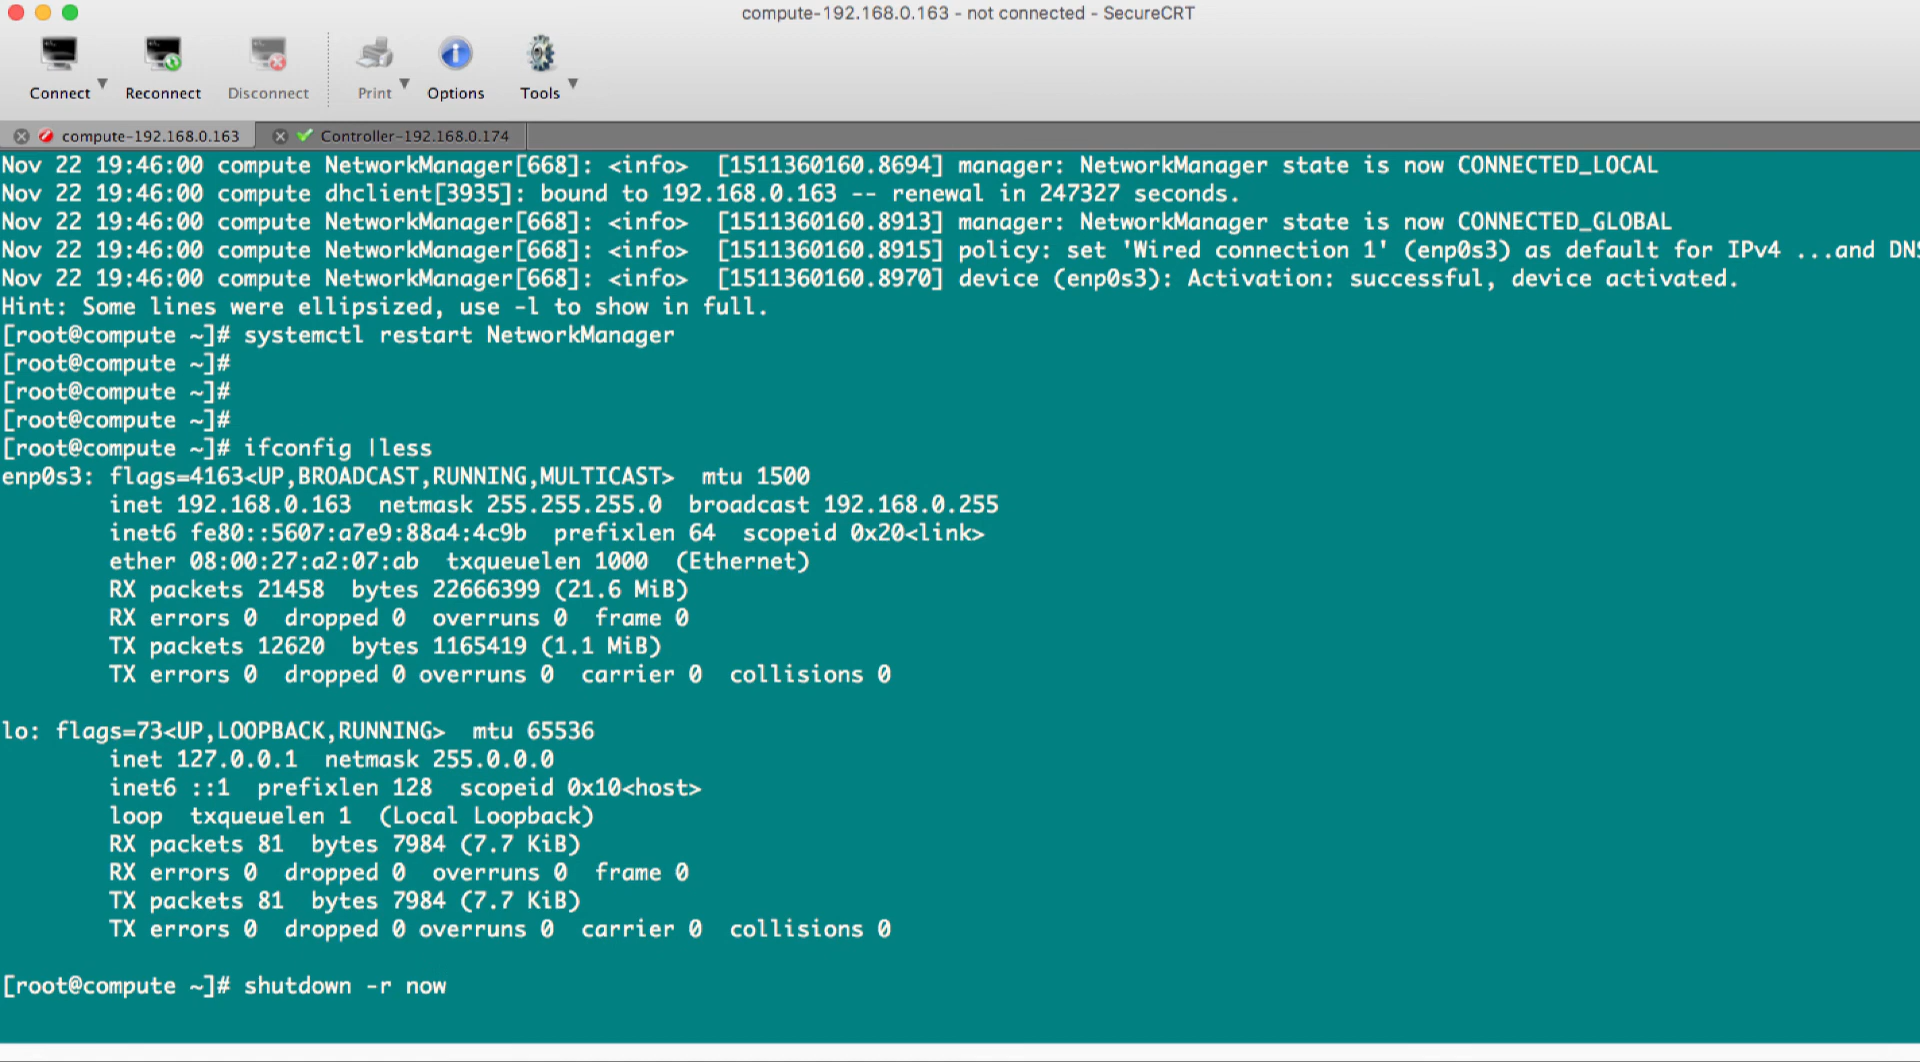 compute-192.168.0.163 - not connected - SecureCRT
Connect Reconnect Disconnect Print Options Tools
compute-192.168.0.163 Controller-192.168.0.174
Nov 22 19:46:00 compute NetworkManager[668]: <info>  [1511360160.8694] manager: NetworkManager state is now CONNECTED_LOCAL
Nov 22 19:46:00 compute dhclient[3935]: bound to 192.168.0.163 -- renewal in 247327 seconds.
Nov 22 19:46:00 compute NetworkManager[668]: <info>  [1511360160.8913] manager: NetworkManager state is now CONNECTED_GLOBAL
Nov 22 19:46:00 compute NetworkManager[668]: <info>  [1511360160.8915] policy: set 'Wired connection 1' (enp0s3) as default for IPv4 ...and DNS
Nov 22 19:46:00 compute NetworkManager[668]: <info>  [1511360160.8970] device (enp0s3): Activation: successful, device activated.
Hint: Some lines were ellipsized, use -l to show in full.
[root@compute ~]# systemctl restart NetworkManager
[root@compute ~]#
[root@compute ~]#
[root@compute ~]#
[root@compute ~]# ifconfig |less
enp0s3: flags=4163<UP,BROADCAST,RUNNING,MULTICAST>  mtu 1500
        inet 192.168.0.163  netmask 255.255.255.0  broadcast 192.168.0.255
        inet6 fe80::5607:a7e9:88a4:4c9b  prefixlen 64  scopeid 0x20<link>
        ether 08:00:27:a2:07:ab  txqueuelen 1000  (Ethernet)
        RX packets 21458  bytes 22666399 (21.6 MiB)
        RX errors 0  dropped 0  overruns 0  frame 0
        TX packets 12620  bytes 1165419 (1.1 MiB)
        TX errors 0  dropped 0 overruns 0  carrier 0  collisions 0
lo: flags=73<UP,LOOPBACK,RUNNING>  mtu 65536
        inet 127.0.0.1  netmask 255.0.0.0
        inet6 ::1  prefixlen 128  scopeid 0x10<host>
        loop  txqueuelen 1  (Local Loopback)
        RX packets 81  bytes 7984 (7.7 KiB)
        RX errors 0  dropped 0  overruns 0  frame 0
        TX packets 81  bytes 7984 (7.7 KiB)
        TX errors 0  dropped 0 overruns 0  carrier 0  collisions 0
[root@compute ~]# shutdown -r now